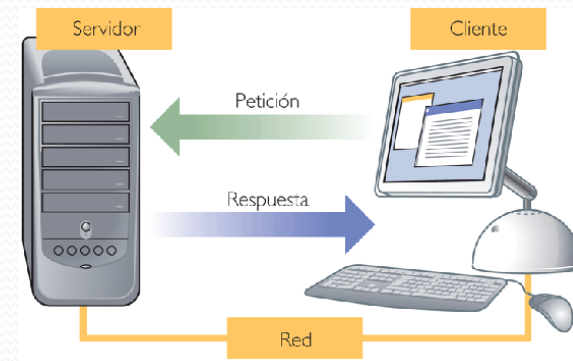 Servidor
Cliente
Petición
Respuesta
Red